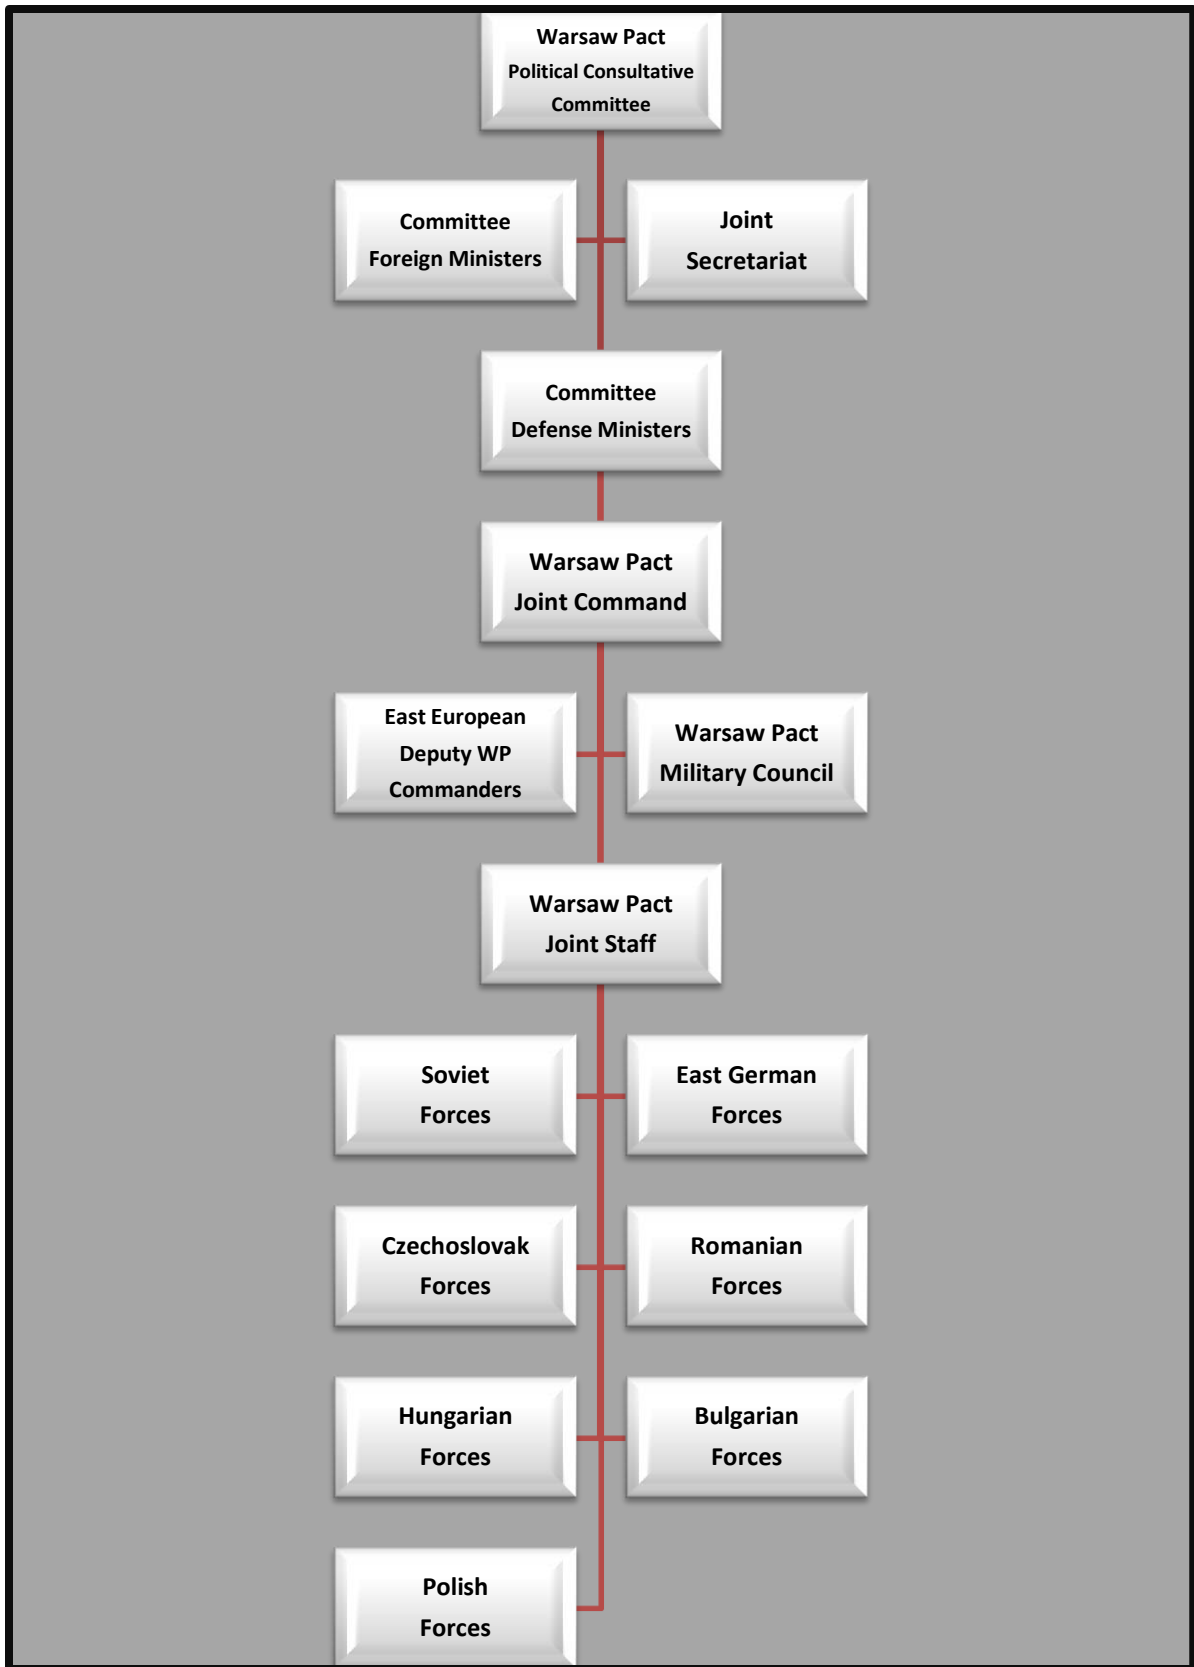 Warsaw Pact
Political Consultative
Committee
Committee
Foreign Ministers
Joint
Secretariat
Committee
Defense Ministers
Warsaw Pact
Joint Command
East European
Deputy WP
Commanders
Warsaw Pact
Military Council
Warsaw Pact
Joint Staff
Soviet
Forces
East German
Forces
Czechoslovak
Forces
Romanian
Forces
Hungarian
Forces
Bulgarian
Forces
Polish
Forces